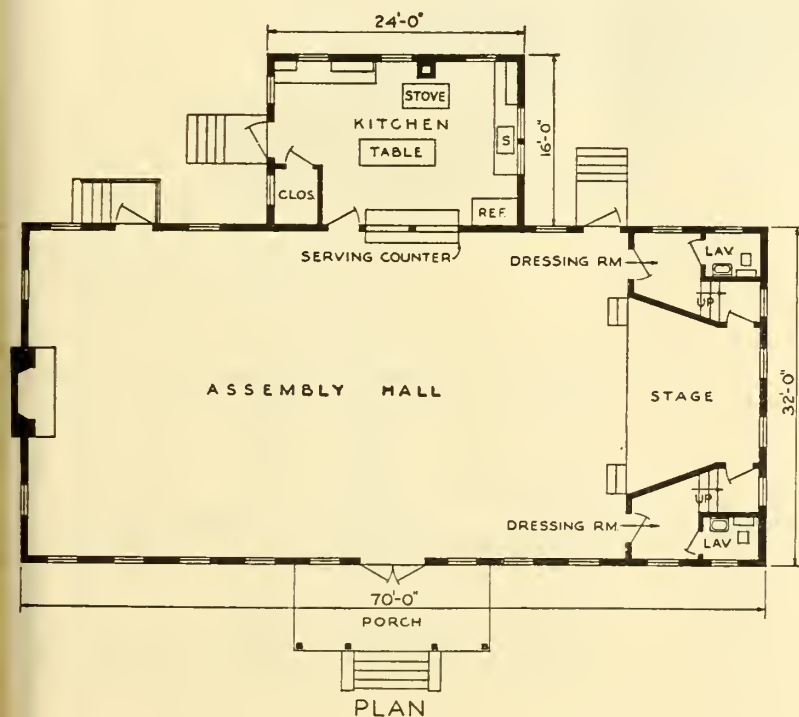 24'-0"
STOVE
KITCHEN
TABLE
S
16'-0"
CLOS.
REF.
SERVING COUNTER
DRESSING RM.
LAV.
UP
ASSEMBLY HALL
STAGE
32'-0"
UP
DRESSING RM.
LAV.
70'-0"
PORCH
PLAN